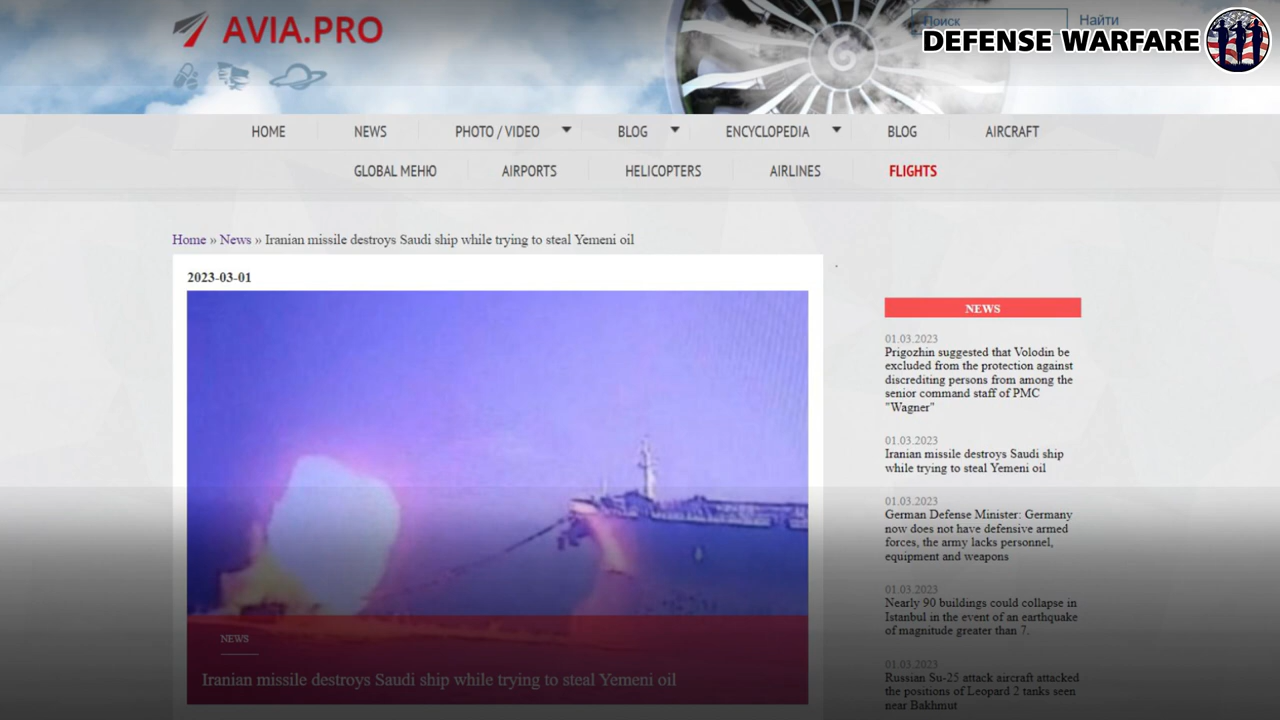 AVIA.PRO
Поиск
Найти
DEFENSE WARFARE
HOME
NEWS
PHOTO / VIDEO
BLOG
ENCYCLOPEDIA
BLOG
AIRCRAFT
GLOBAL МЕНЮ
AIRPORTS
HELICOPTERS
AIRLINES
FLIGHTS
Home » News » Iranian missile destroys Saudi ship while trying to steal Yemeni oil
2023-03-01
NEWS
Iranian missile destroys Saudi ship while trying to steal Yemeni oil
NEWS
01.03.2023
Prigozhin suggested that Volodin be
excluded from the protection against
discrediting persons from among the
senior command staff of PMC
"Wagner"
01.03.2023
Iranian missile destroys Saudi ship
while trying to steal Yemeni oil
01.03.2023
German Defense Minister: Germany
now does not have defensive armed
forces, the army lacks personnel,
equipment and weapons
01.03.2023
Nearly 90 buildings could collapse in
Istanbul in the event of an earthquake
of magnitude greater than 7.
01.03.2023
Russian Su-25 attack aircraft attacked
the positions of Leopard 2 tanks seen
near Bakhmut